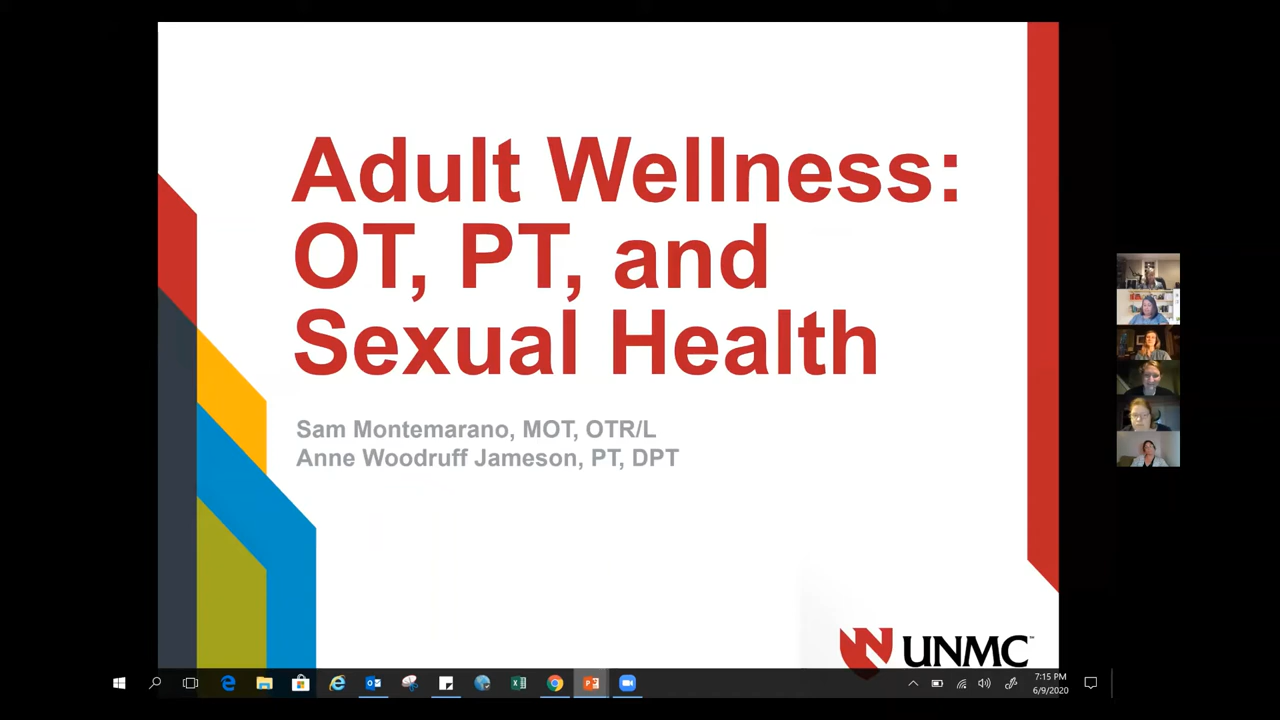 Adult Wellness:
OT, PT, and
Sexual Health
Sam Montemarano, MOT, OTR/L
Anne Woodruff Jameson, PT, DPT
N
UNMC™
7:15 PM
6/9/2020